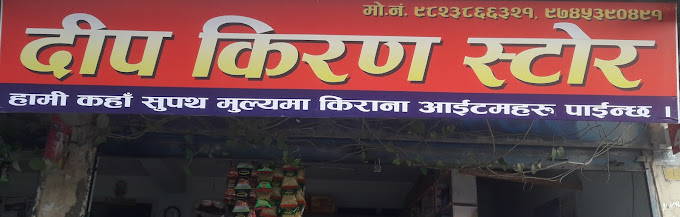 मो.नं. ९८२३८६६३२१, ९७४५३९०४९१
दीप किरण स्टोर
हामी कहाँ सुपथ मुल्यमा किराना आईटमहरू पाईन्छ ।